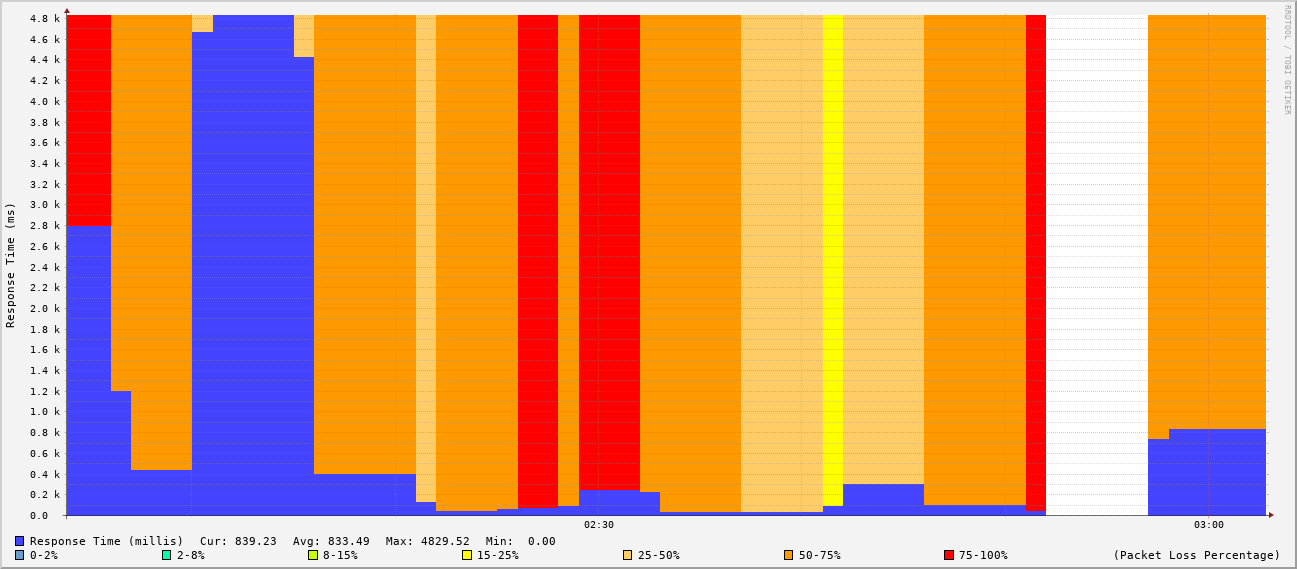 RRDTOOL / TOBI OETIKER
Response Time (ms)
4.8 k
4.6 k
4.4 k
4.2 k
4.0 k
3.8 k
3.6 k
3.4 k
3.2 k
3.0 k
2.8 k
2.6 k
2.4 k
2.2 k
2.0 k
1.8 k
1.6 k
1.4 k
1.2 k
1.0 k
0.8 k
0.6 k
0.4 k
0.2 k
0.0
02:30 03:00
Response Time (millis) Cur: 839.23 Avg: 833.49 Max: 4829.52 Min: 0.00
0-2% 2-8% 8-15% 15-25% 25-50% 50-75% 75-100% (Packet Loss Percentage)